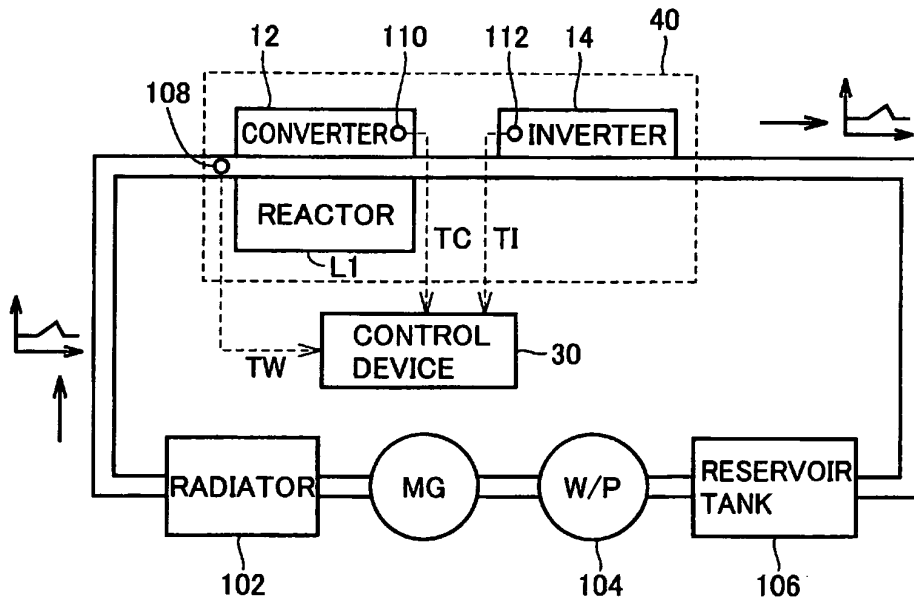 12
110
112
14
40
108
CONVERTER
INVERTER
REACTOR
L1
TC
TI
TW
CONTROL
DEVICE
30
RADIATOR
MG
W/P
RESERVOIR
TANK
102
104
106